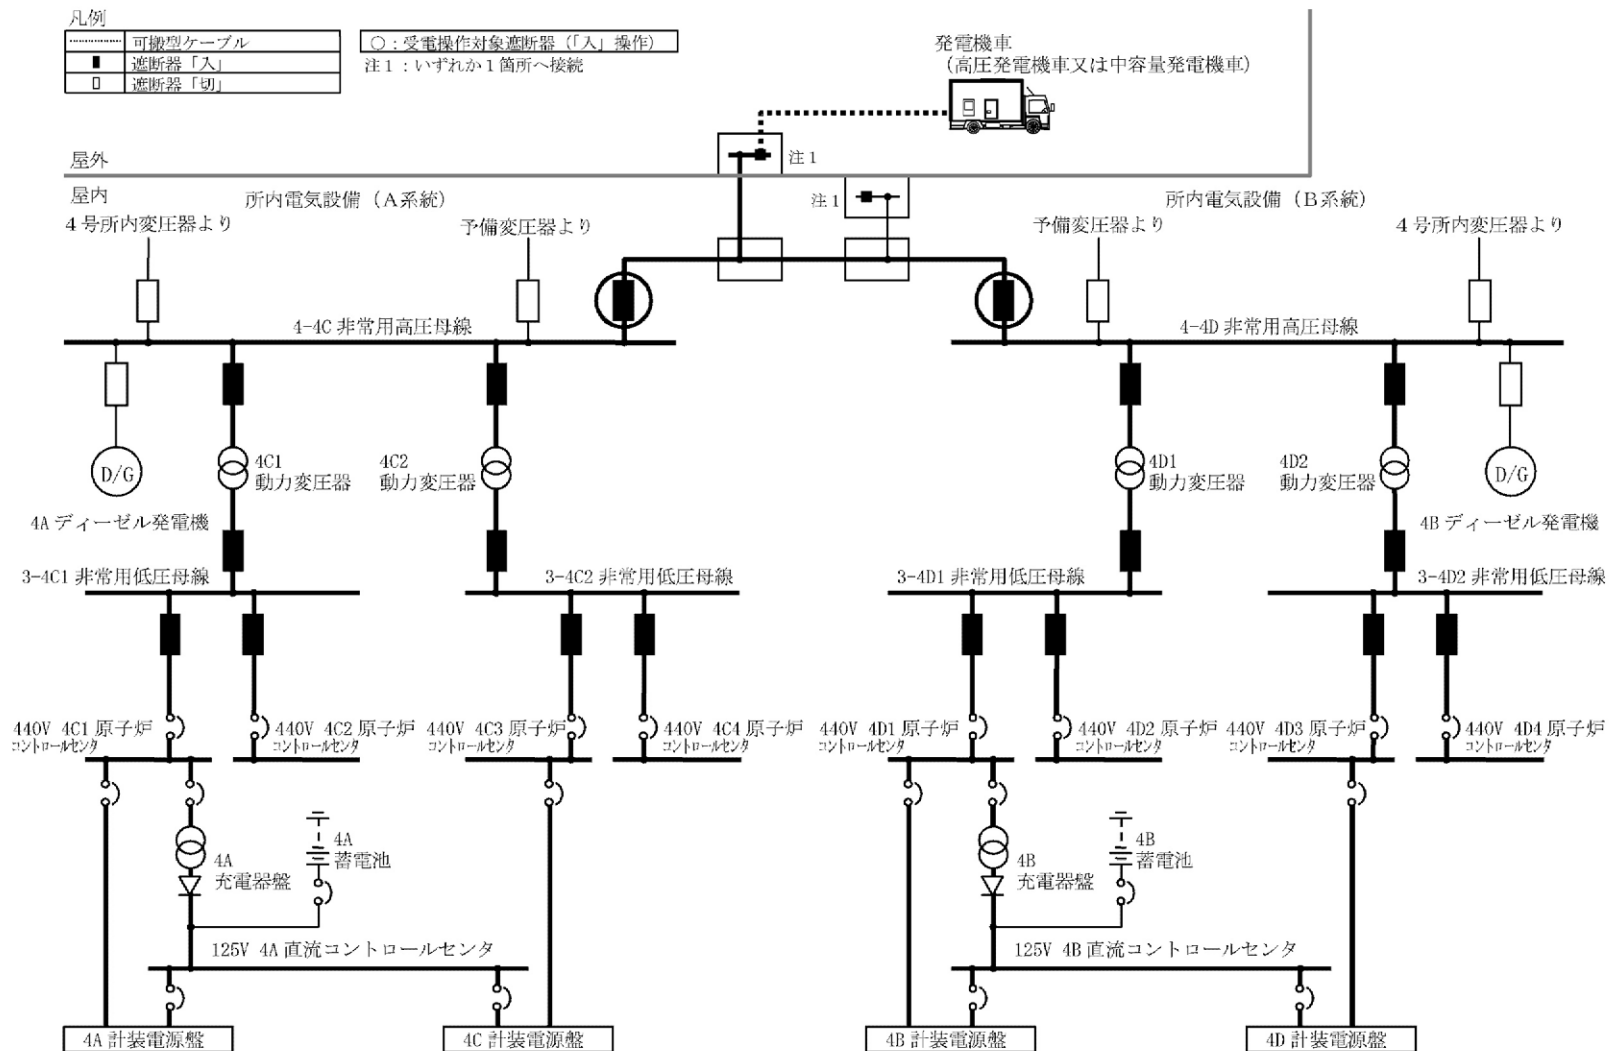 凡例
可搬型ケーブル
遮断器「入」
遮断器「切」
○：受電操作対象遮断器（「入」操作）
注１：いずれか１箇所へ接続
発電機車
（高圧発電機車又は中容量発電機車）
注１
屋外
屋内
所内電気設備（Ａ系統）
注１
所内電気設備（Ｂ系統）
４号所内変圧器より
予備変圧器より
予備変圧器より
４号所内変圧器より
4-4C 非常用高圧母線
4-4D 非常用高圧母線
D/G
4C1
動力変圧器
4C2
動力変圧器
4D1
動力変圧器
4D2
動力変圧器
D/G
4A ディーゼル発電機
4B ディーゼル発電機
3-4C1 非常用低圧母線
3-4C2 非常用低圧母線
3-4D1 非常用低圧母線
3-4D2 非常用低圧母線
440V 4C1 原子炉
コントロールセンタ
440V 4C2 原子炉
コントロールセンタ
440V 4C3 原子炉
コントロールセンタ
440V 4C4 原子炉
コントロールセンタ
440V 4D1 原子炉
コントロールセンタ
440V 4D2 原子炉
コントロールセンタ
440V 4D3 原子炉
コントロールセンタ
440V 4D4 原子炉
コントロールセンタ
4A
充電器盤
4A
蓄電池
4B
充電器盤
4B
蓄電池
125V 4A 直流コントロールセンタ
125V 4B 直流コントロールセンタ
4A 計装電源盤
4C 計装電源盤
4B 計装電源盤
4D 計装電源盤